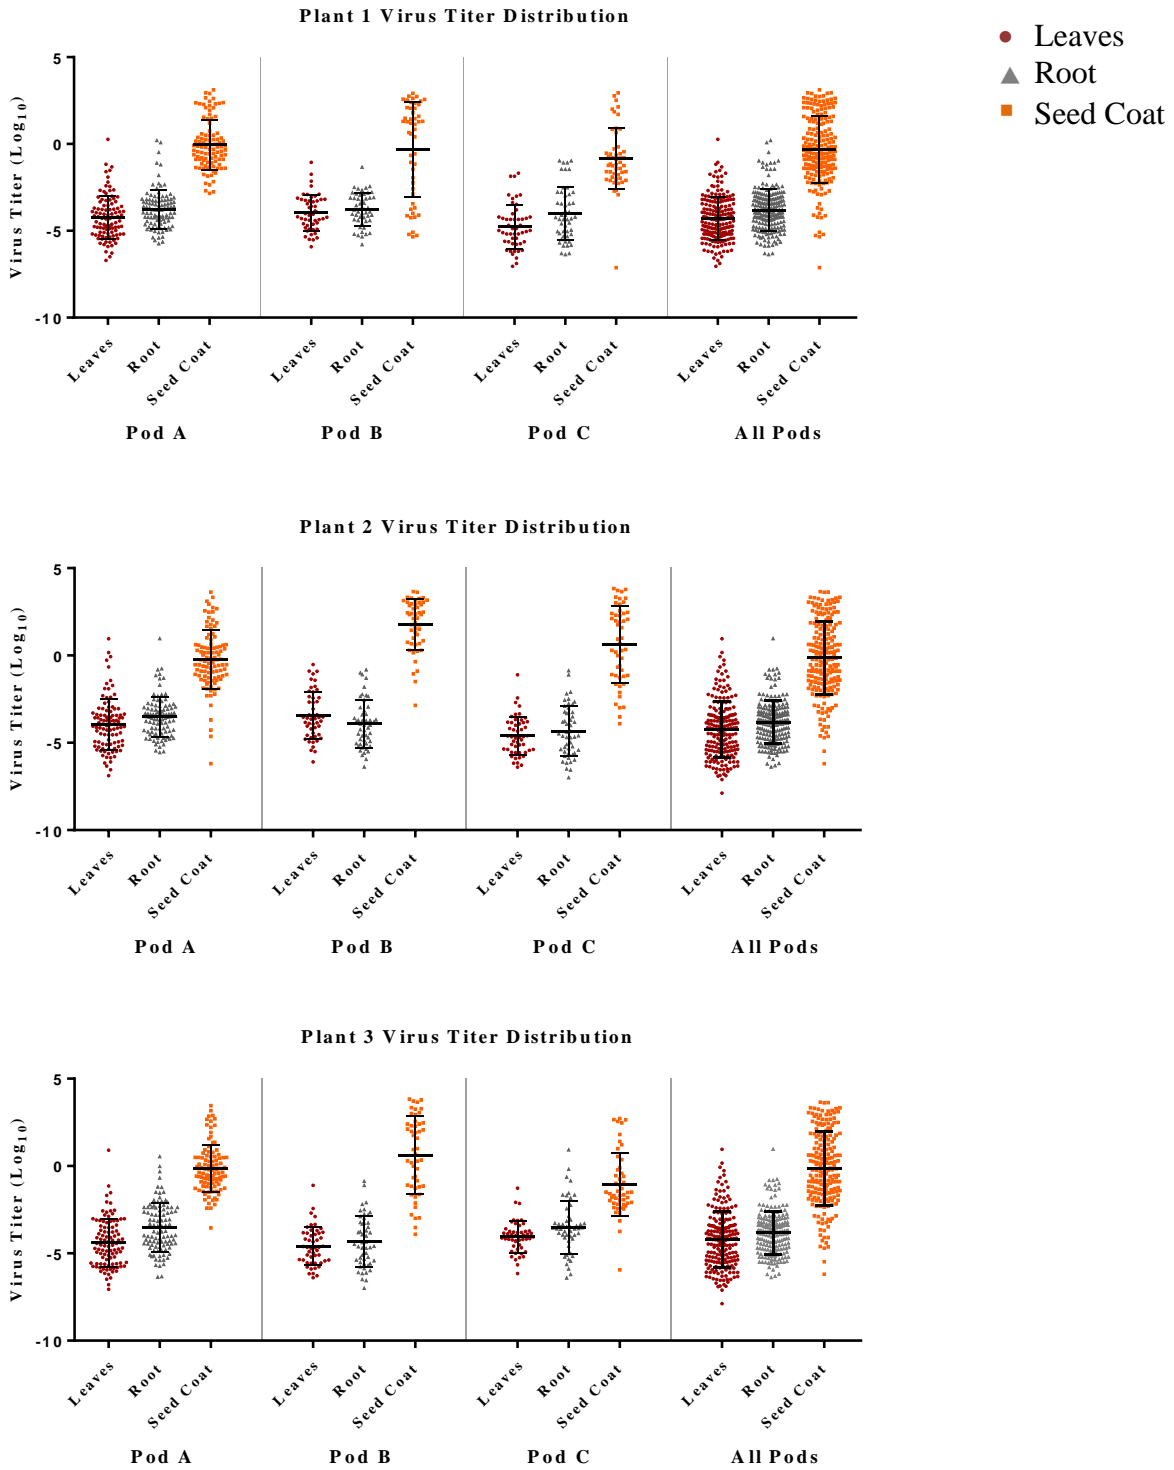 Plant 1 Virus Titer Distribution
Leaves
Root
Seed Coat
Virus Titer (Log10)
5
0
-5
-10
Leaves Root Seed Coat Leaves Root Seed Coat Leaves Root Seed Coat Leaves Root Seed Coat
Pod A Pod B Pod C All Pods
Plant 2 Virus Titer Distribution
Virus Titer (Log10)
5
0
-5
-10
Leaves Root Seed Coat Leaves Root Seed Coat Leaves Root Seed Coat Leaves Root Seed Coat
Pod A Pod B Pod C All Pods
Plant 3 Virus Titer Distribution
Virus Titer (Log10)
5
0
-5
-10
Leaves Root Seed Coat Leaves Root Seed Coat Leaves Root Seed Coat Leaves Root Seed Coat
Pod A Pod B Pod C All Pods